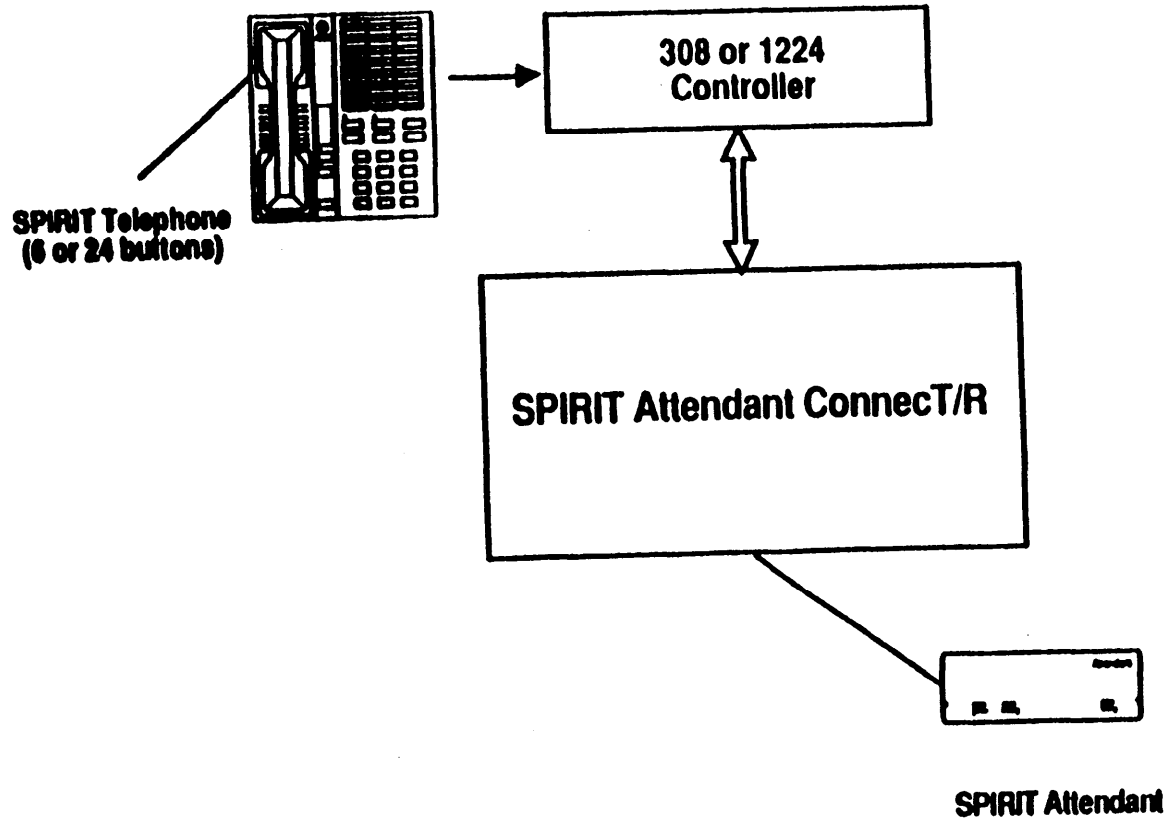 308 or 1224
Controller
SPIRIT Telephone
(6 or 24 buttons)
SPIRIT Attendant ConnecT/R
SPIRIT Attendant